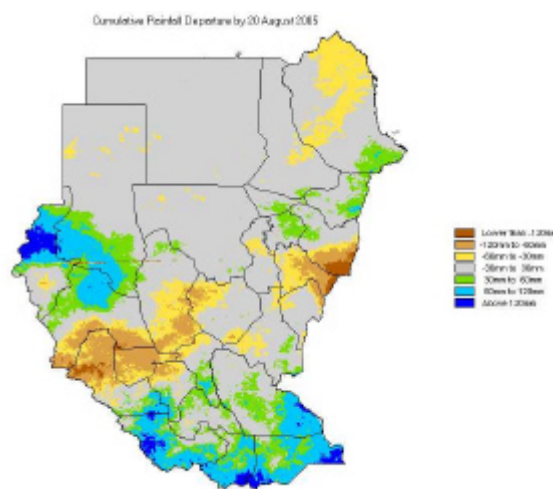 Cumulative Rainfall Departure by 20 August 2005
Lower than -120mm
-120mm to -60mm
-60mm to -30mm
-30mm to 30mm
30mm to 60mm
60mm to 120mm
Above 120mm